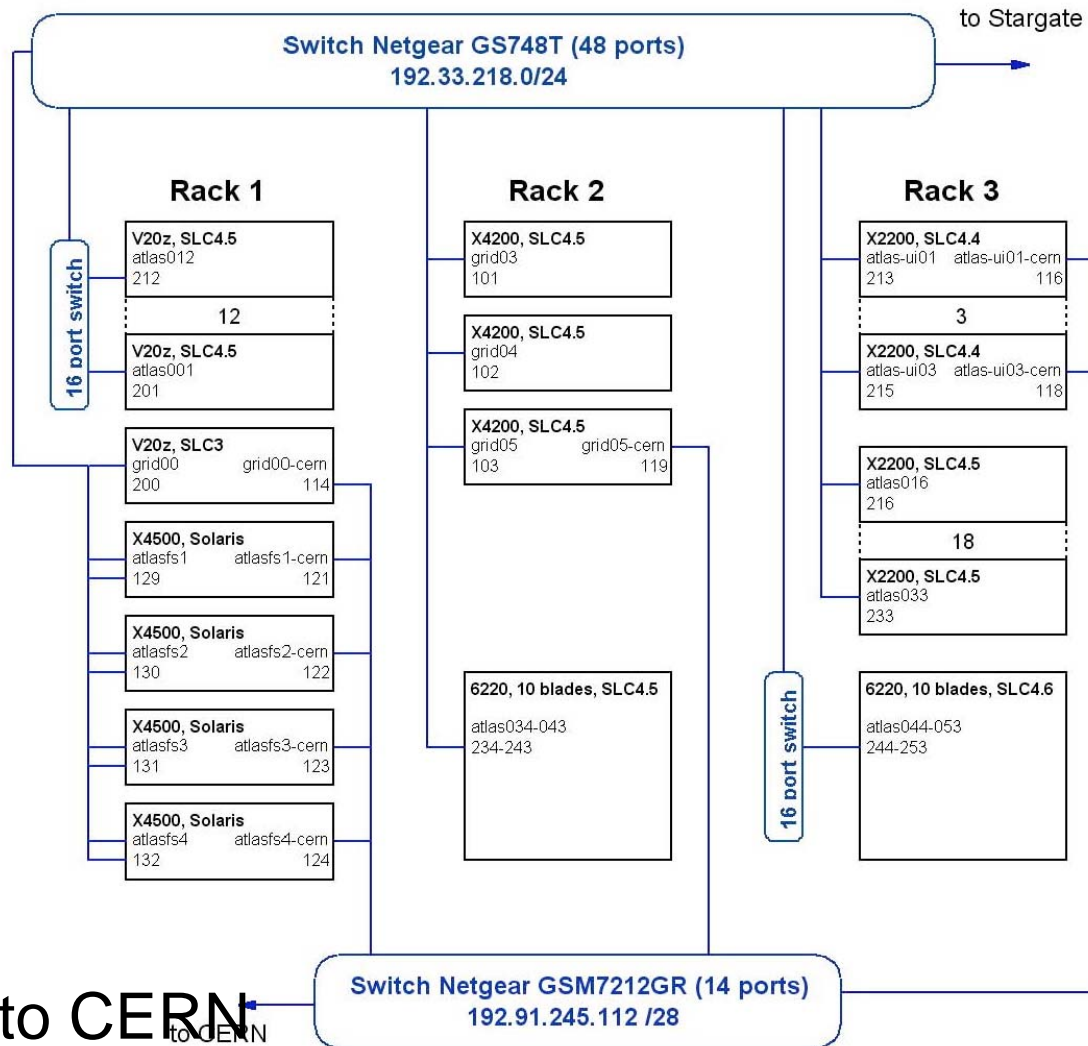 to Stargate
Switch Netgear GS748T (48 ports)
192.33.218.0/24
Rack 1
16 port switch
V20z, SLC4.5
atlas012
212
12
V20z, SLC4.5
atlas001
201
V20z, SLC3
grid00 grid00-cern
200 114
X4500, Solaris
atlasfs1 atlasfs1-cern
129 121
X4500, Solaris
atlasfs2 atlasfs2-cern
130 122
X4500, Solaris
atlasfs3 atlasfs3-cern
131 123
X4500, Solaris
atlasfs4 atlasfs4-cern
132 124
Rack 2
X4200, SLC4.5
grid03
101
X4200, SLC4.5
grid04
102
X4200, SLC4.5
grid05 grid05-cern
103 119
6220, 10 blades, SLC4.5
atlas034-043
234-243
Rack 3
X2200, SLC4.4
atlas-ui01 atlas-ui01-cern
213 116
3
X2200, SLC4.4
atlas-ui03 atlas-ui03-cern
215 118
X2200, SLC4.5
atlas016
216
18
X2200, SLC4.5
atlas033
233
16 port switch
6220, 10 blades, SLC4.6
atlas044-053
244-253
Switch Netgear GSM7212GR (14 ports)
192.91.245.112 /28
to CERN
to CERN